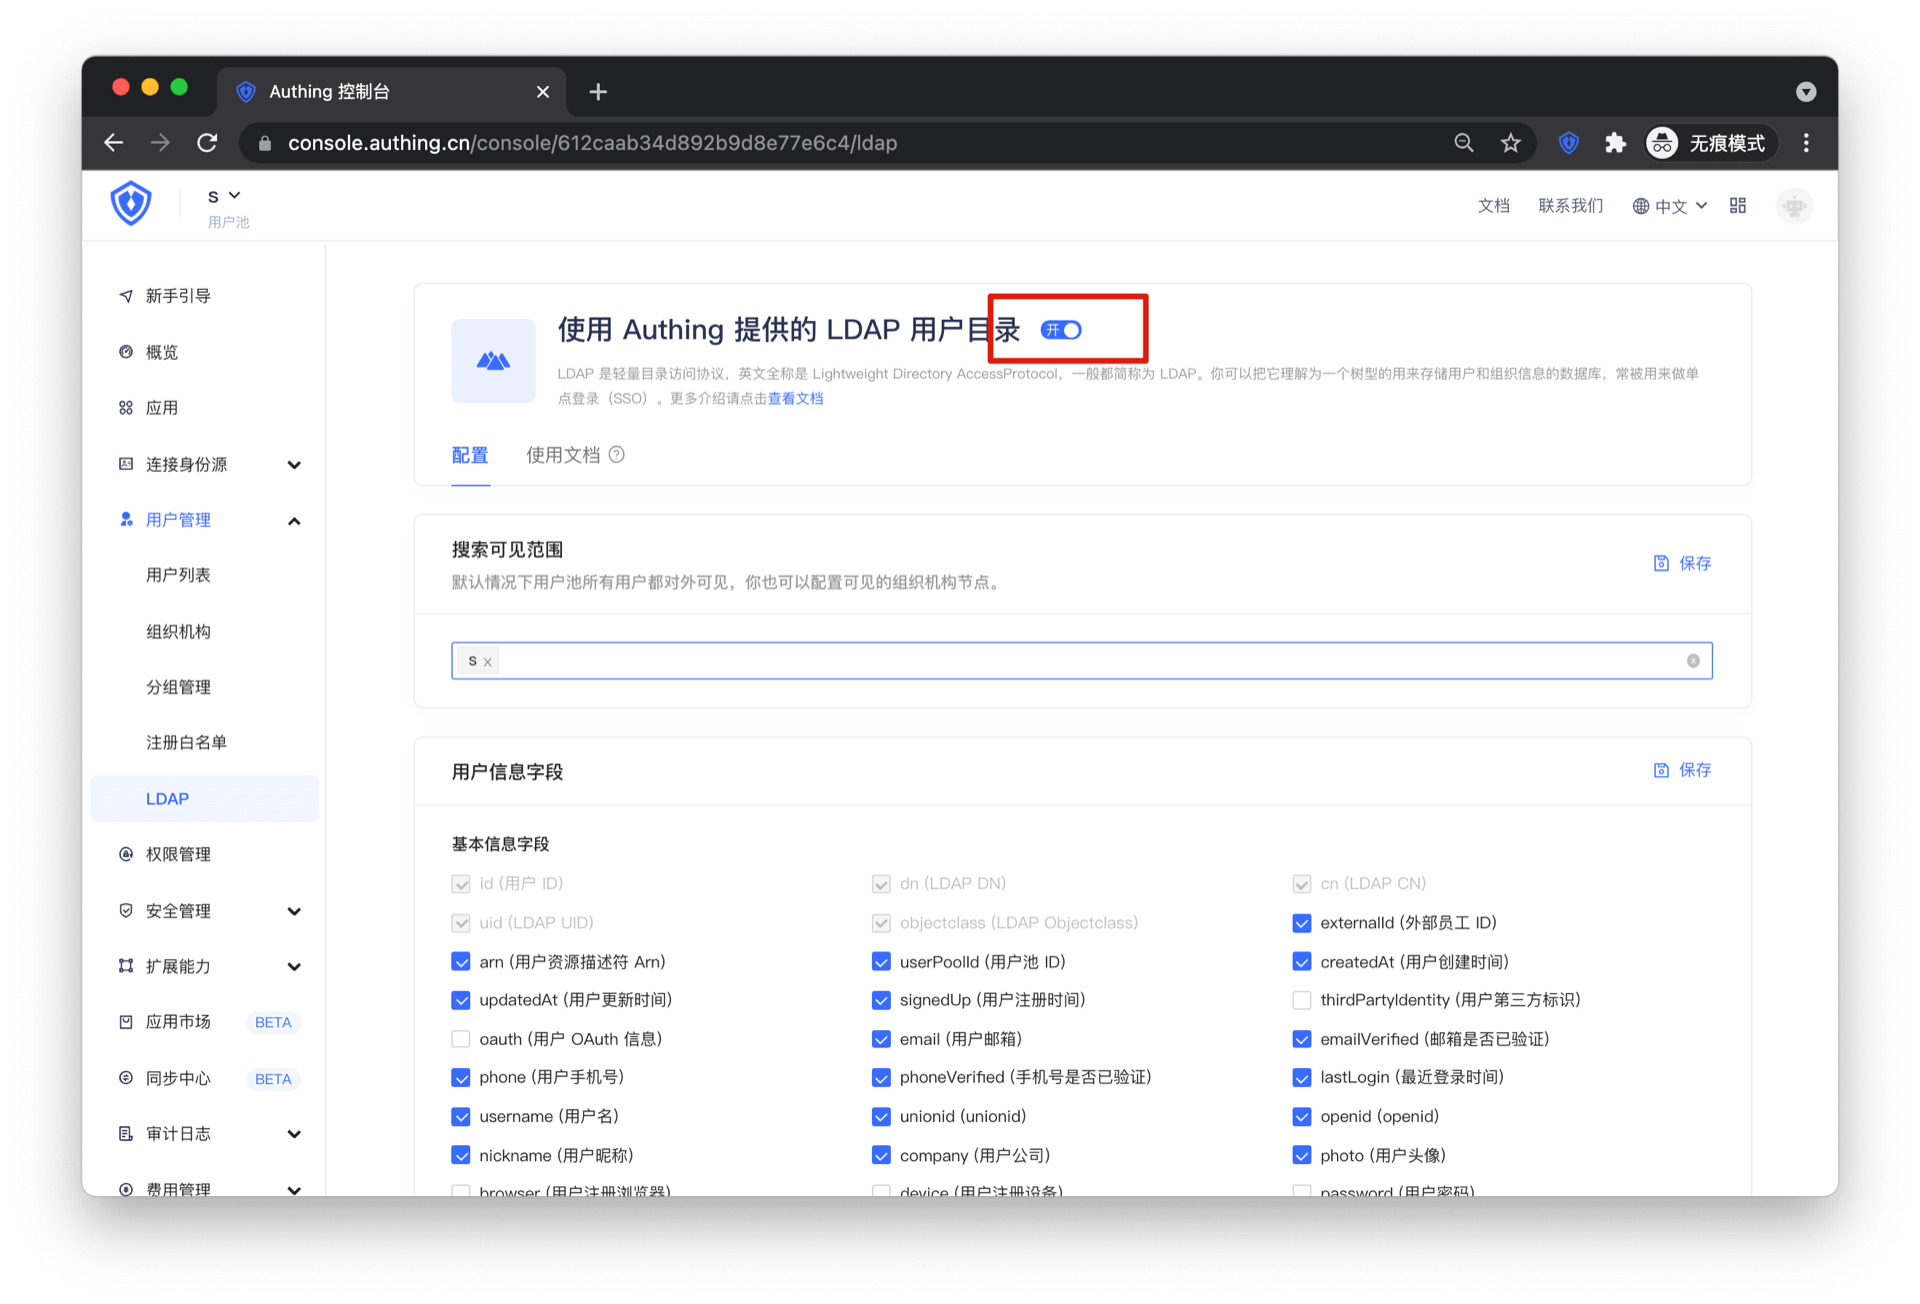 Authing 控制台
console.authing.cn/console/612caab34d892b9d8e77e6c4/ldap
无痕模式
s
用户池
文档
联系我们
中文
新手引导
概览
应用
连接身份源
用户管理
用户列表
组织机构
分组管理
注册白名单
LDAP
权限管理
安全管理
扩展能力
应用市场 BETA
同步中心 BETA
审计日志
费用管理
使用 Authing 提供的 LDAP 用户目录 开
LDAP 是轻量目录访问协议，英文全称是 Lightweight Directory AccessProtocol，一般都简称为 LDAP。你可以把它理解为一个树型的用来存储用户和组织信息的数据库，常被用来做单
点登录（SSO）。更多介绍请点击查看文档
配置 使用文档
搜索可见范围
保存
默认情况下用户池所有用户都对外可见，你也可以配置可见的组织机构节点。
s x
用户信息字段
保存
基本信息字段
id (用户 ID) dn (LDAP DN) cn (LDAP CN)
uid (LDAP UID) objectclass (LDAP Objectclass) externalId (外部员工 ID)
arn (用户资源描述符 Arn) userPoolId (用户池 ID) createdAt (用户创建时间)
updatedAt (用户更新时间) signedUp (用户注册时间) thirdPartyIdentity (用户第三方标识)
oauth (用户 OAuth 信息) email (用户邮箱) emailVerified (邮箱是否已验证)
phone (用户手机号) phoneVerified (手机号是否已验证) lastLogin (最近登录时间)
username (用户名) unionid (unionid) openid (openid)
nickname (用户昵称) company (用户公司) photo (用户头像)
browser (用户注册浏览器) device (用户注册设备) password (用户密码)